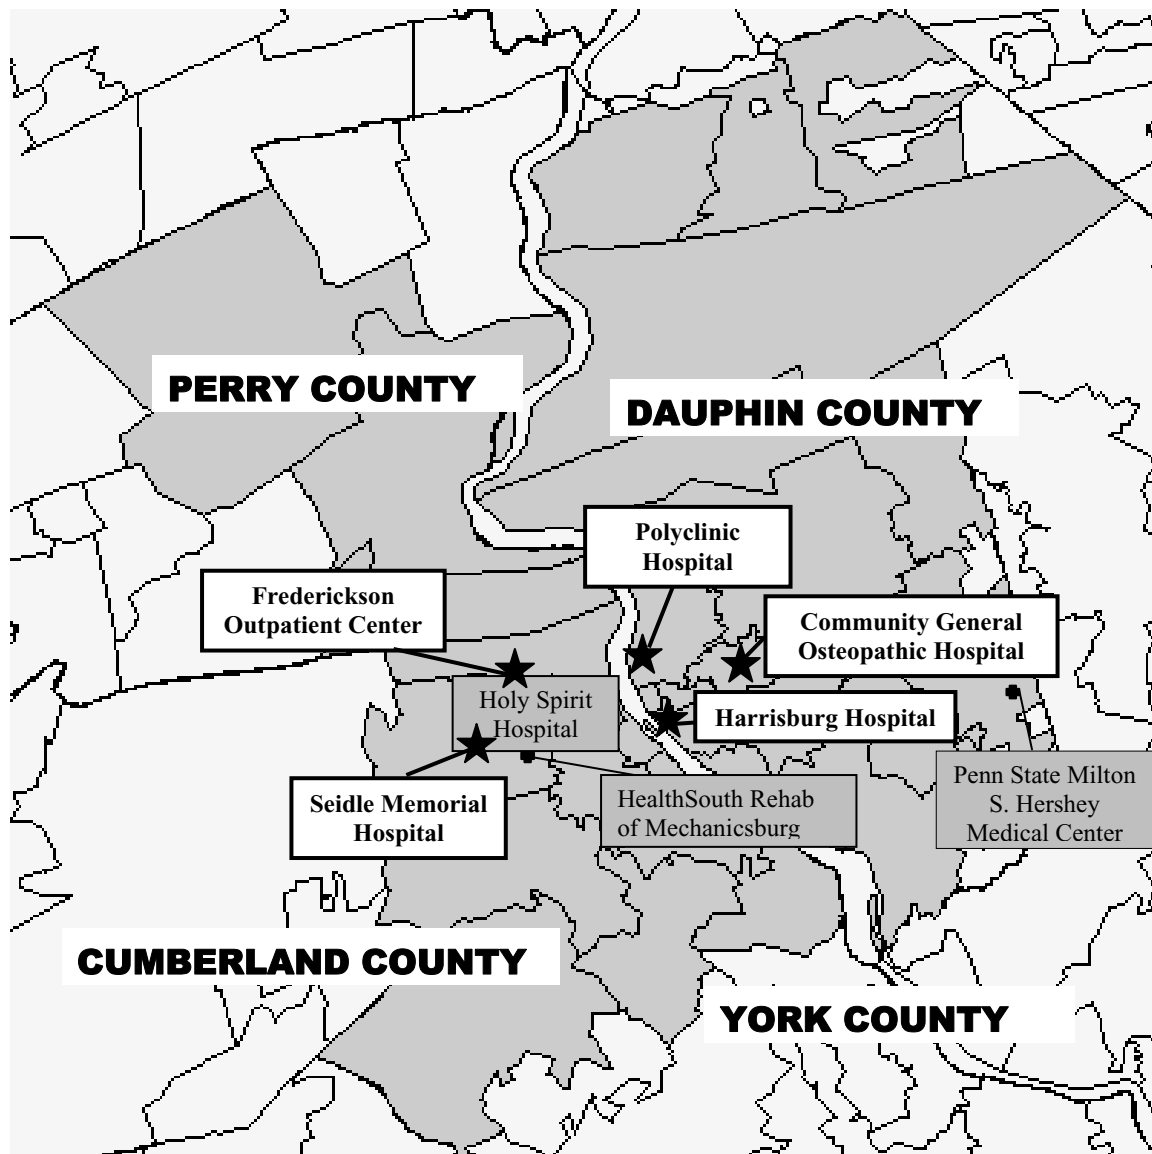 PERRY COUNTY
DAUPHIN COUNTY
Polyclinic
Hospital
Frederickson
Outpatient Center
Community General
Osteopathic Hospital
Holy Spirit
Hospital
Harrisburg Hospital
Seidle Memorial
Hospital
HealthSouth Rehab
of Mechanicsburg
Penn State Milton
S. Hershey
Medical Center
CUMBERLAND COUNTY
YORK COUNTY